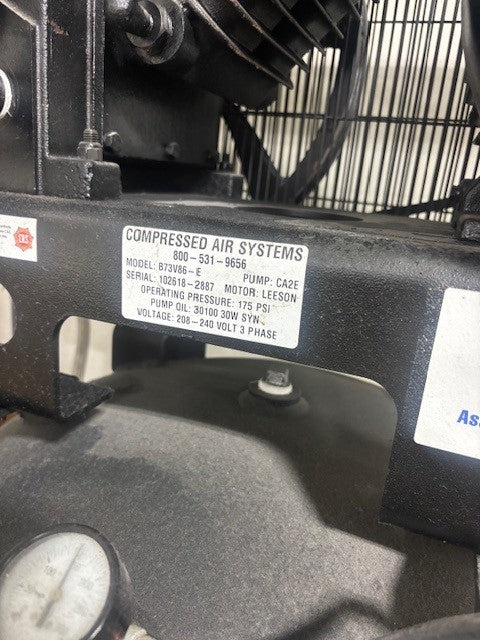 COMPRESSED AIR SYSTEMS
800-531-9656
MODEL: B73V86-E PUMP: CA2E
SERIAL: 102618-2887 MOTOR: LEESON
OPERATING PRESSURE: 175 PSI
PUMP OIL: 30100 30W SYN
VOLTAGE: 208-240 VOLT 3 PHASE